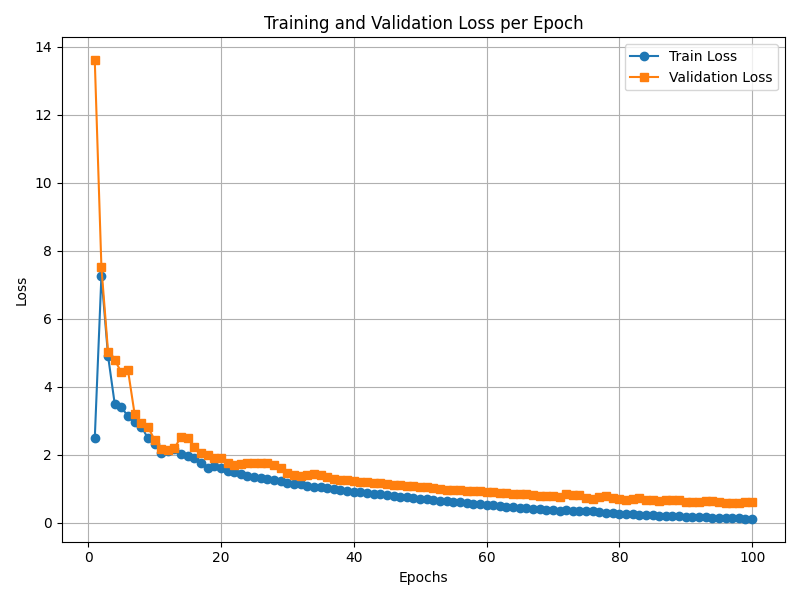 Training and Validation Loss per Epoch
Train Loss
Validation Loss
14
12
10
8
6
4
2
0
Loss
0 20 40 60 80 100
Epochs